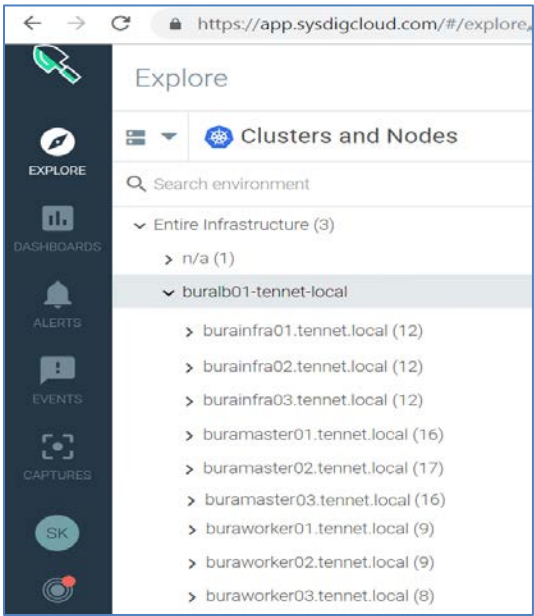 https://app.sysdigcloud.com/#/explore
Explore
Clusters and Nodes
EXPLORE
Search environment
DASHBOARDS
Entire Infrastructure (3)
n/a (1)
buralb01-tennet-local
ALERTS
burainfra01.tennet.local (12)
burainfra02.tennet.local (12)
EVENTS
burainfra03.tennet.local (12)
buramaster01.tennet.local (16)
CAPTURES
buramaster02.tennet.local (17)
buramaster03.tennet.local (16)
SK
buraworker01.tennet.local (9)
buraworker02.tennet.local (9)
buraworker03.tennet.local (8)